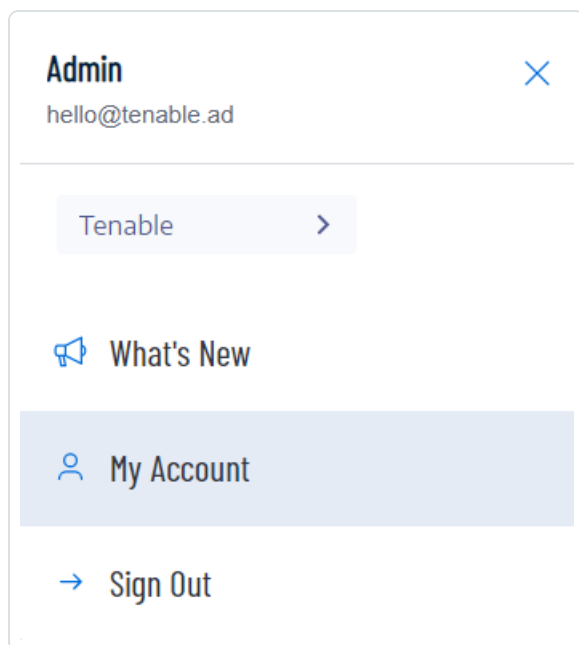 Admin
hello@tenable.ad
Tenable
What's New
My Account
Sign Out